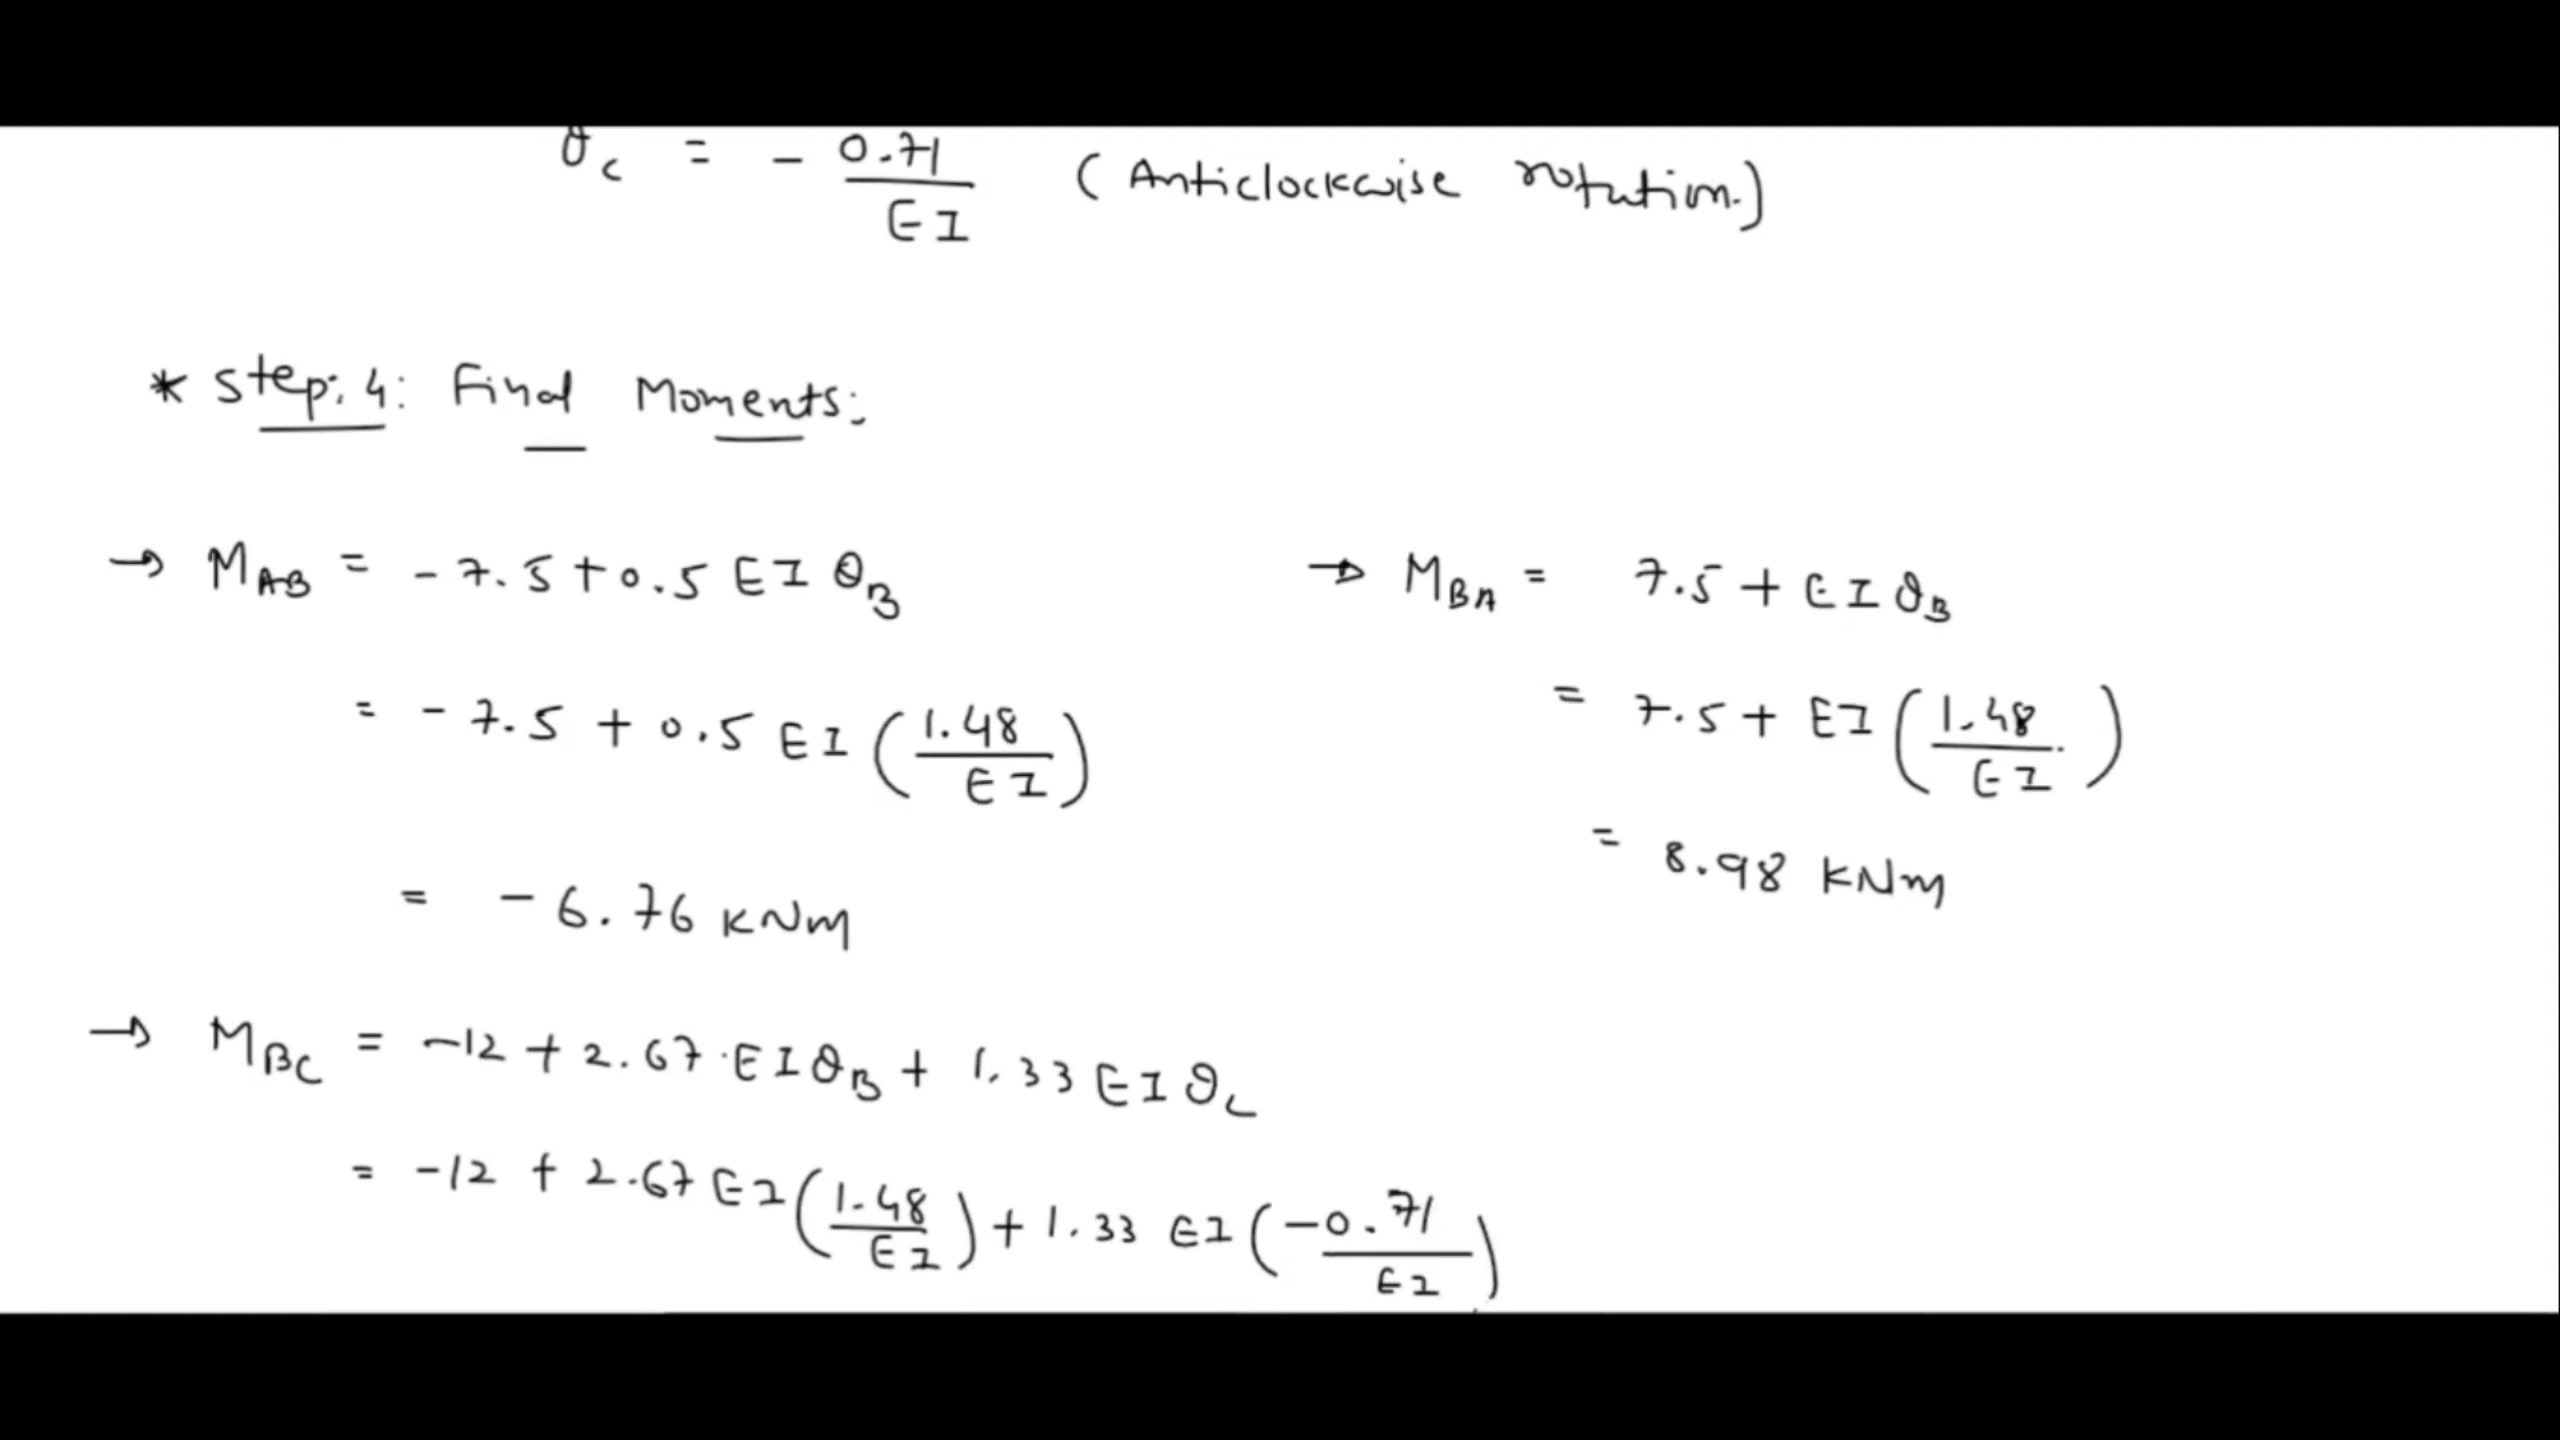 θc = - 0.71/EI (Anticlockwise rotation.)
* Step: 4: Final Moments:
→ MAB = - 7.5 + 0.5 EI θB
= - 7.5 + 0.5 EI (1.48/EI)
= - 6.76 KNm
→ MBA = 7.5 + EI θB
= 7.5 + EI (1.48/EI)
= 8.98 KNm
→ MBC = -12 + 2.67 EI θB + 1.33 EI θc
= -12 + 2.67 EI (1.48/EI) + 1.33 EI (-0.71/EI)